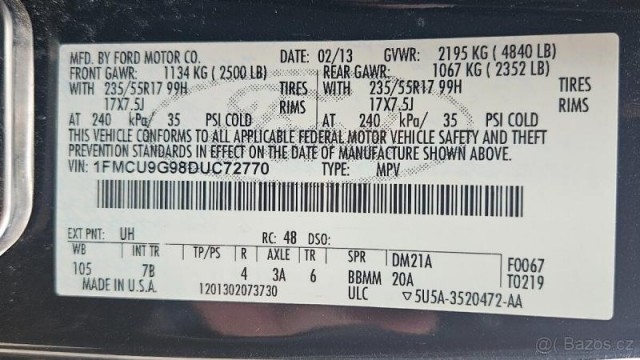 MFD. BY FORD MOTOR CO. DATE: 02/13 GVWR: 2195 KG ( 4840 LB)
FRONT GAWR: 1134 KG ( 2500 LB) REAR GAWR: 1067 KG ( 2352 LB)
WITH 235/55R17 99H TIRES WITH 235/55R17 99H TIRES
17X7.5J RIMS 17X7.5J RIMS
AT 240 kPa/ 35 PSI COLD AT 240 kPa/ 35 PSI COLD
THIS VEHICLE CONFORMS TO ALL APPLICABLE FEDERAL MOTOR VEHICLE SAFETY AND THEFT
PREVENTION STANDARDS IN EFFECT ON THE DATE OF MANUFACTURE SHOWN ABOVE.
VIN: 1FMCU9G98DUC72770 TYPE: MPV
EXT PNT: UH RC: 48 DSO:
WB INT TR TP/PS R AXLE TR SPR DM21A F0067
105 7B 4 3A 6 BBMM 20A T0219
MADE IN U.S.A. 1201302073730 ULC 5U5A-3520472-AA
Bazoš.cz